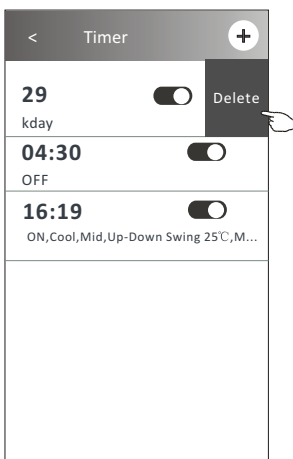 < Timer +
29 Delete
kday
04:30
OFF
16:19
ON,Cool,Mid,Up-Down Swing 25℃,M...